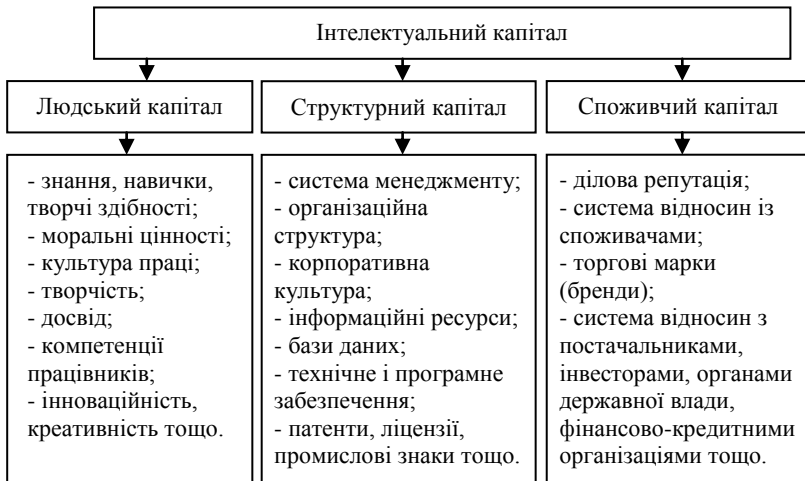 Інтелектуальний капітал
Людський капітал
Структурний капітал
Споживчий капітал
- знання, навички,
творчі здібності;
- моральні цінності;
- культура праці;
- творчість;
- досвід;
- компетенції
працівників;
- інноваційність,
креативність тощо.
- система менеджменту;
- організаційна
структура;
- корпоративна
культура;
- інформаційні ресурси;
- бази даних;
- технічне і програмне
забезпечення;
- патенти, ліцензії,
промислові знаки тощо.
- ділова репутація;
- система відносин із
споживачами;
- торгові марки
(бренди);
- система відносин з
постачальниками,
інвесторами, органами
державної влади,
фінансово-кредитними
організаціями тощо.